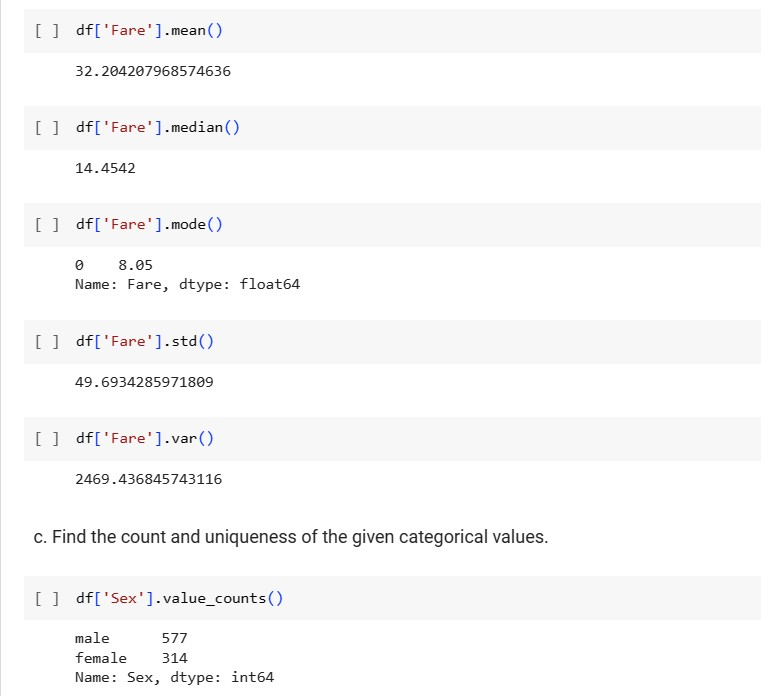 [ ] df['Fare'].mean()
32.204207968574636
[ ] df['Fare'].median()
14.4542
[ ] df['Fare'].mode()
0    8.05
Name: Fare, dtype: float64
[ ] df['Fare'].std()
49.6934285971809
[ ] df['Fare'].var()
2469.436845743116
c. Find the count and uniqueness of the given categorical values.
[ ] df['Sex'].value_counts()
male      577
female    314
Name: Sex, dtype: int64